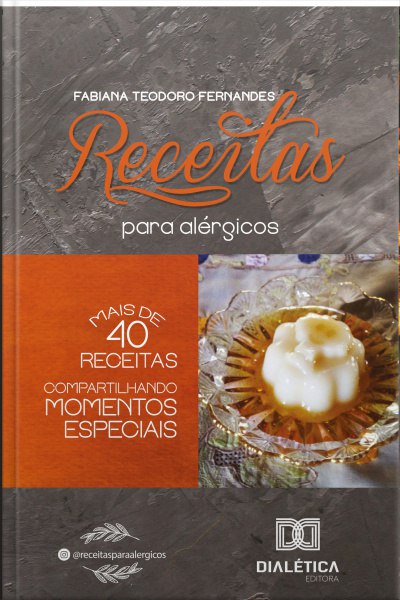 FABIANA TEODORO FERNANDES
Receitas
para alérgicos
MAIS DE
40
RECEITAS
COMPARTILHANDO
MOMENTOS
ESPECIAIS
@receitasparaalergicos
DIALÉTICA
EDITORA